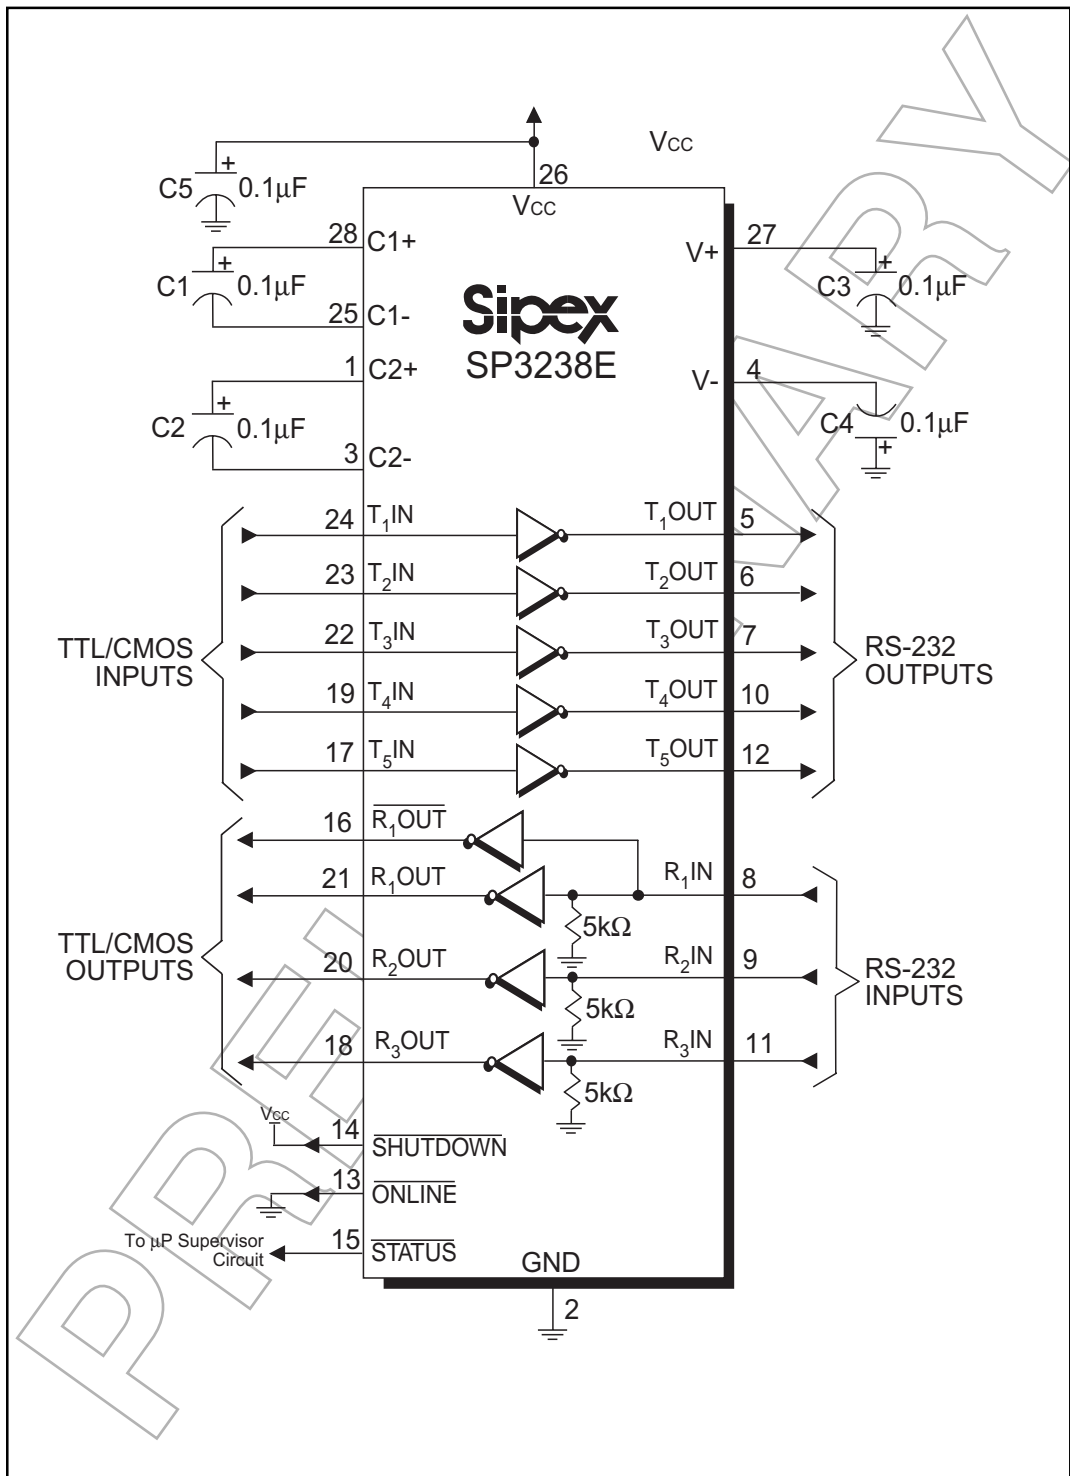 PRELIMINARY
VCC
26
VCC
C5
+
0.1μF
28
C1+
C1
+
0.1μF
25
C1-
1
C2+
C2
+
0.1μF
3
C2-
Sipex
SP3238E
V+
27
C3
+
0.1μF
V-
4
C4
0.1μF
+
TTL/CMOS
INPUTS
24
T1IN
T1OUT
5
23
T2IN
T2OUT
6
22
T3IN
T3OUT
7
19
T4IN
T4OUT
10
17
T5IN
T5OUT
12
RS-232
OUTPUTS
TTL/CMOS
OUTPUTS
16
R1OUT
21
R1OUT
R1IN
8
5kΩ
20
R2OUT
R2IN
9
5kΩ
18
R3OUT
R3IN
11
5kΩ
RS-232
INPUTS
VCC
14
SHUTDOWN
13
ONLINE
To μP Supervisor
Circuit
15
STATUS
GND
2